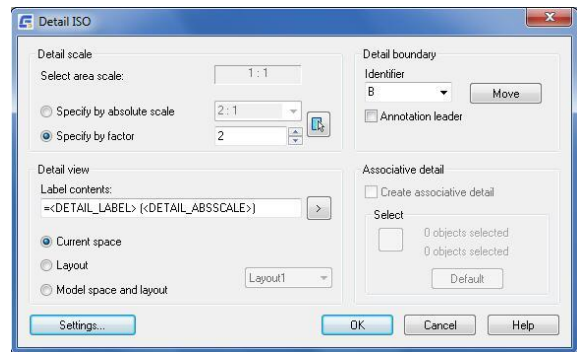 Detail ISO
Detail scale
Select area scale:
1 : 1
Specify by absolute scale
2 : 1
Specify by factor
2
Detail boundary
Identifier
B
Move
Annotation leader
Detail view
Label contents:
=<DETAIL_LABEL> (<DETAIL_ABSSCALE>)
>
Current space
Layout
Model space and layout
Layout1
Associative detail
Create associative detail
Select
0 objects selected
0 objects selected
Default
Settings...
OK
Cancel
Help